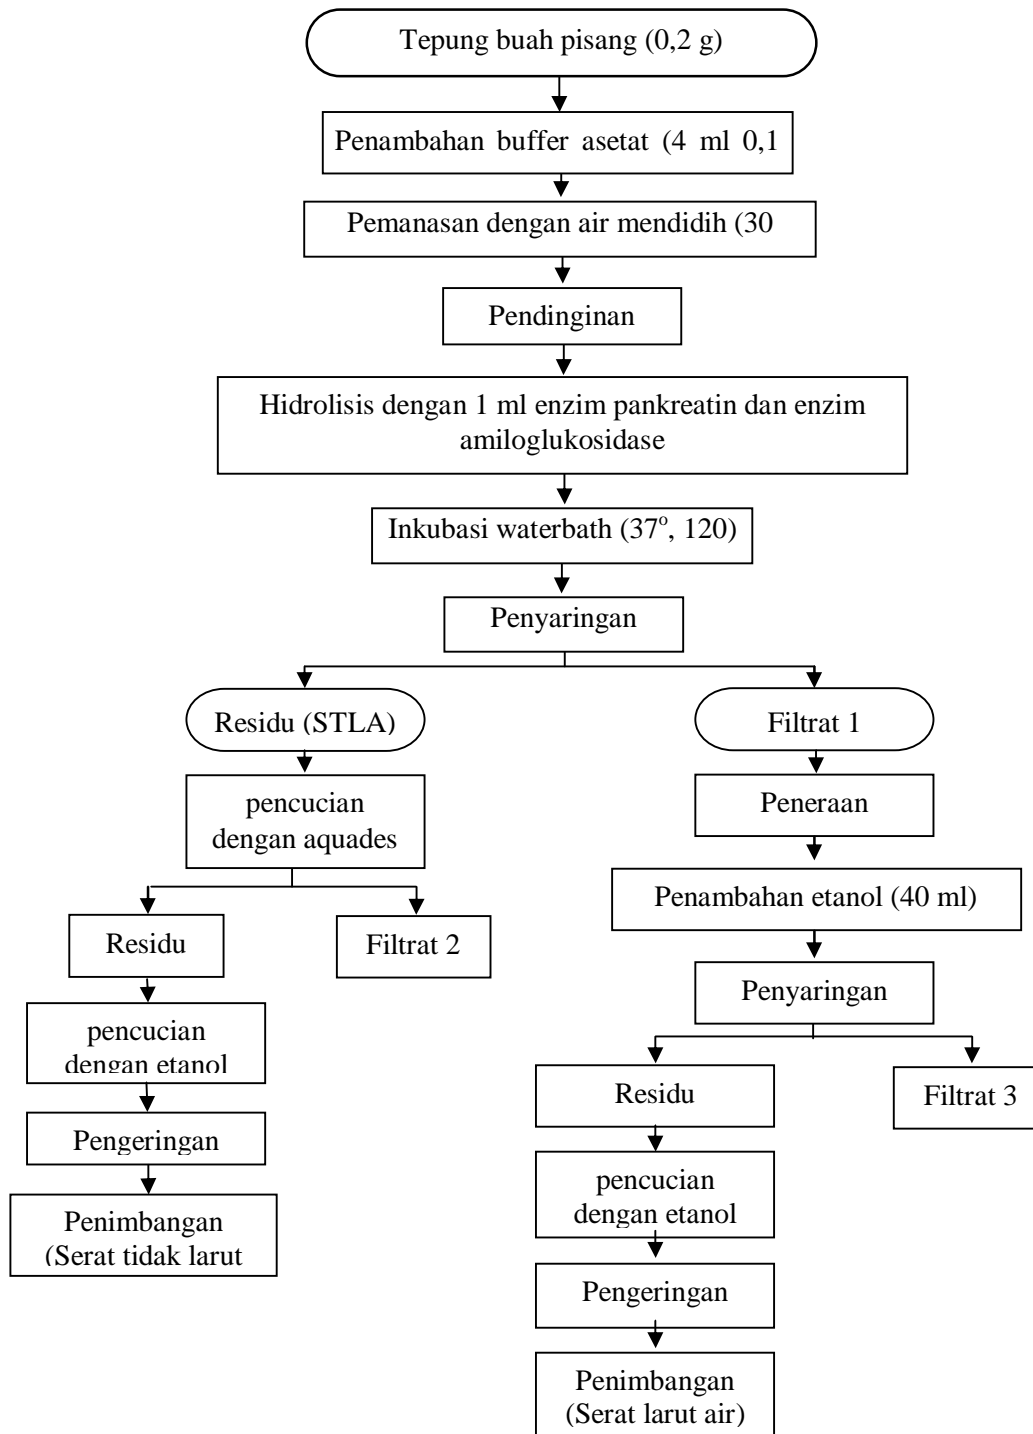 Tepung buah pisang (0,2 g)
Penambahan buffer asetat (4 ml 0,1
Pemanasan dengan air mendidih (30
Pendinginan
Hidrolisis dengan 1 ml enzim pankreatin dan enzim
amiloglukosidase
Inkubasi waterbath (37º, 120)
Penyaringan
Residu (STLA)
pencucian
dengan aquades
Residu
Filtrat 2
pencucian
dengan etanol
Pengeringan
Penimbangan
(Serat tidak larut
Filtrat 1
Peneraan
Penambahan etanol (40 ml)
Penyaringan
Residu
Filtrat 3
pencucian
dengan etanol
Pengeringan
Penimbangan
(Serat larut air)